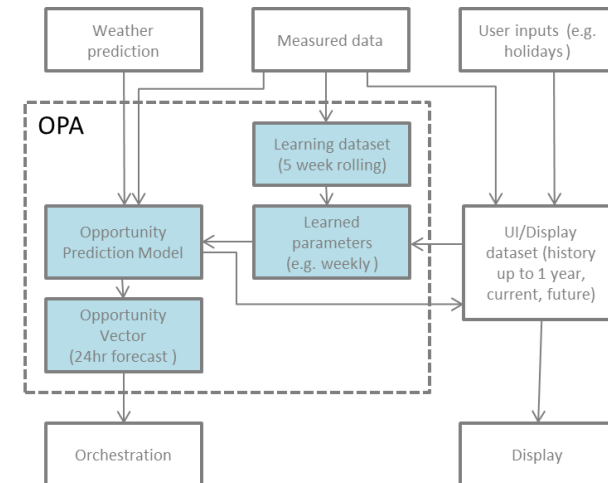 Weather
prediction
Measured data
User inputs (e.g.
holidays )
OPA
Learning dataset
(5 week rolling)
Opportunity
Prediction Model
Learned
parameters
(e.g. weekly )
UI/Display
dataset (history
up to 1 year,
current, future)
Opportunity
Vector
(24hr forecast )
Orchestration
Display